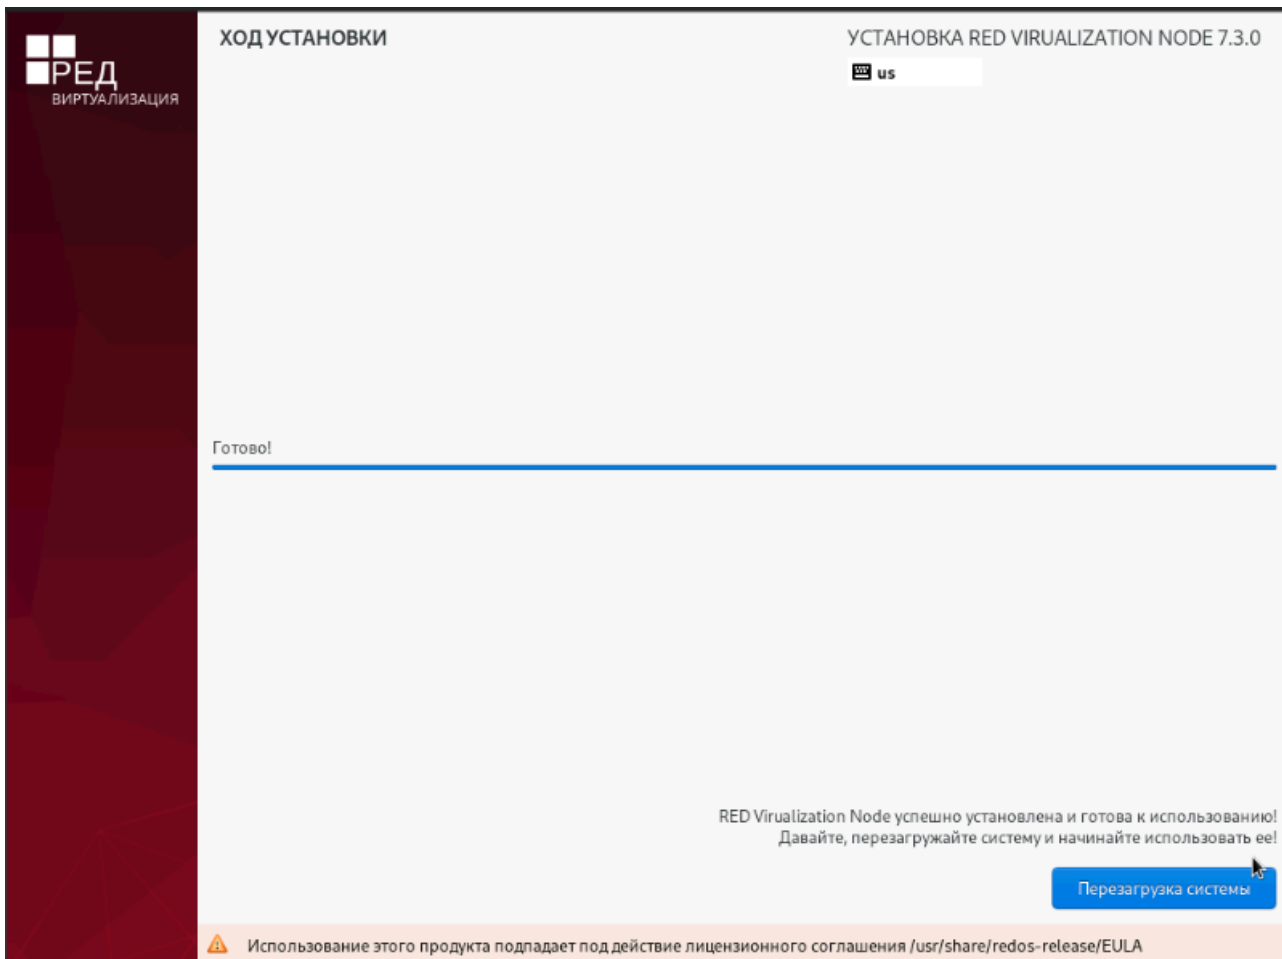 РЕД
ВИРТУАЛИЗАЦИЯ
ХОД УСТАНОВКИ
УСТАНОВКА RED VIRUALIZATION NODE 7.3.0
us
Готово!
RED Virualization Node успешно установлена и готова к использованию!
Давайте, перезагружайте систему и начинайте использовать ее!
Перезагрузка системы
Использование этого продукта подпадает под действие лицензионного соглашения /usr/share/redos-release/EULA